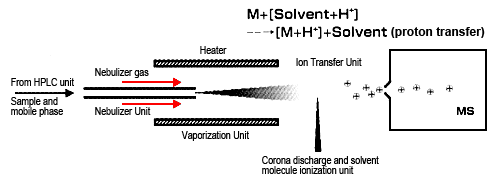 M+[Solvent+H⁺]
--→[M+H⁺]+Solvent (proton transfer)
Heater
Ion Transfer Unit
Nebulizer gas
From HPLC unit
Sample and
mobile phase
Nebulizer Unit
MS
Vaporization Unit
Corona discharge and solvent
molecule ionization unit